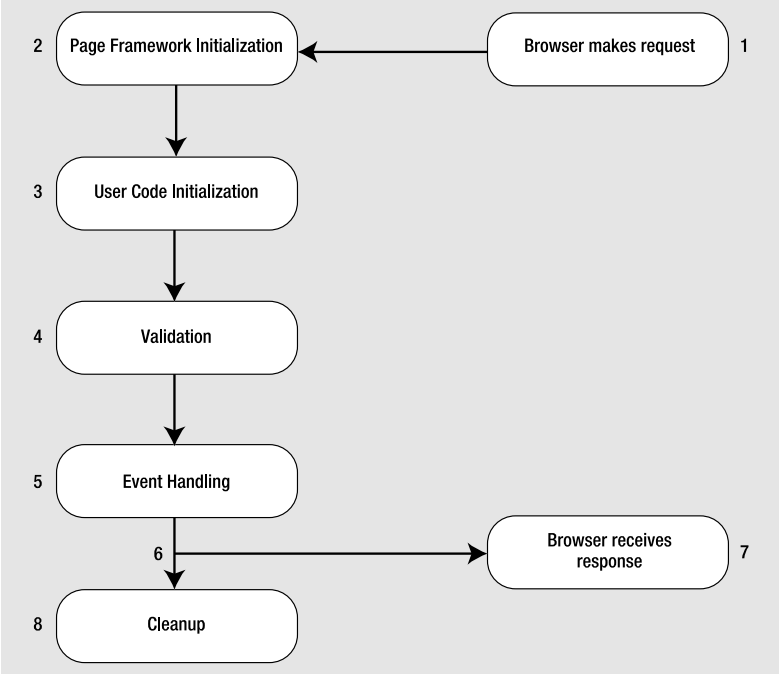 2 Page Framework Initialization
Browser makes request 1
3 User Code Initialization
4 Validation
5 Event Handling
6
Browser receives
response
7
8 Cleanup